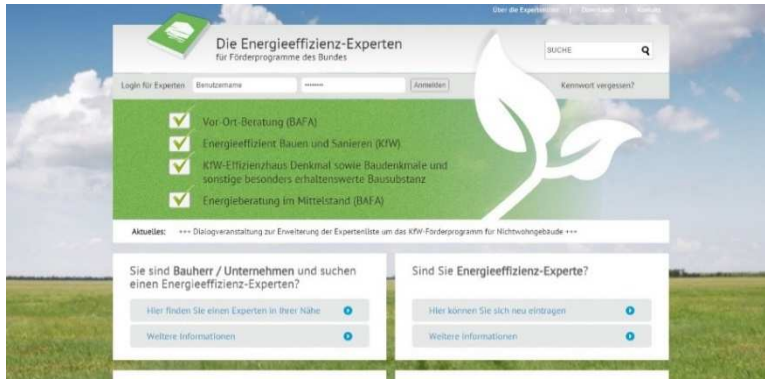 Über die Expertenliste | Downloads | Kontakt
Die Energieeffizienz-Experten
für Förderprogramme des Bundes
SUCHE
Login für Experten Benutzername •••••••• Anmelden Kennwort vergessen?
Vor-Ort-Beratung (BAFA)
Energieeffizient Bauen und Sanieren (KfW)
KfW-Effizienzhaus Denkmal sowie Baudenkmale und
sonstige besonders erhaltenswerte Bausubstanz
Energieberatung im Mittelstand (BAFA)
Aktuelles: +++ Dialogveranstaltung zur Erweiterung der Expertenliste um das KfW-Förderprogramm für Nichtwohngebäude +++
Sie sind Bauherr / Unternehmen und suchen
einen Energieeffizienz-Experten?
Hier finden Sie einen Experten in Ihrer Nähe
Weitere Informationen
Sind Sie Energieeffizienz-Experte?
Hier können Sie sich neu eintragen
Weitere Informationen